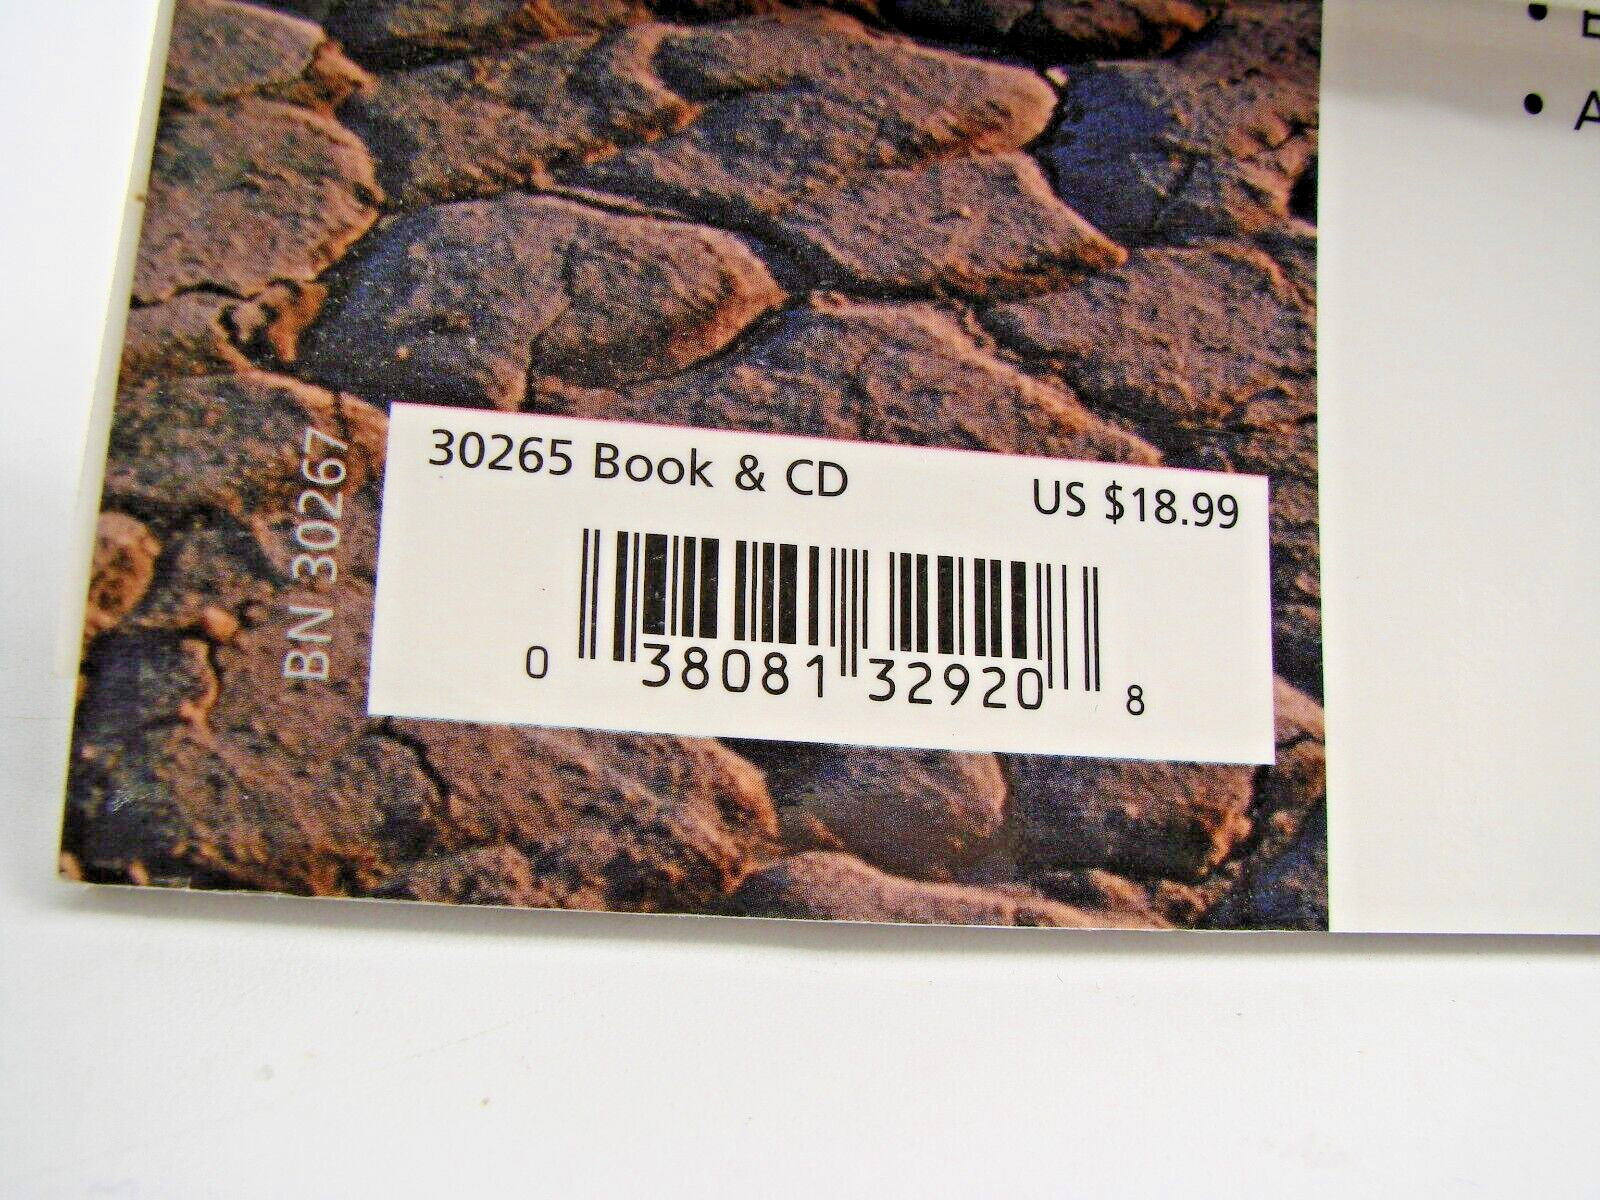 • A
30265 Book & CD
US $18.99
0 38081 32920 8
BN 30267